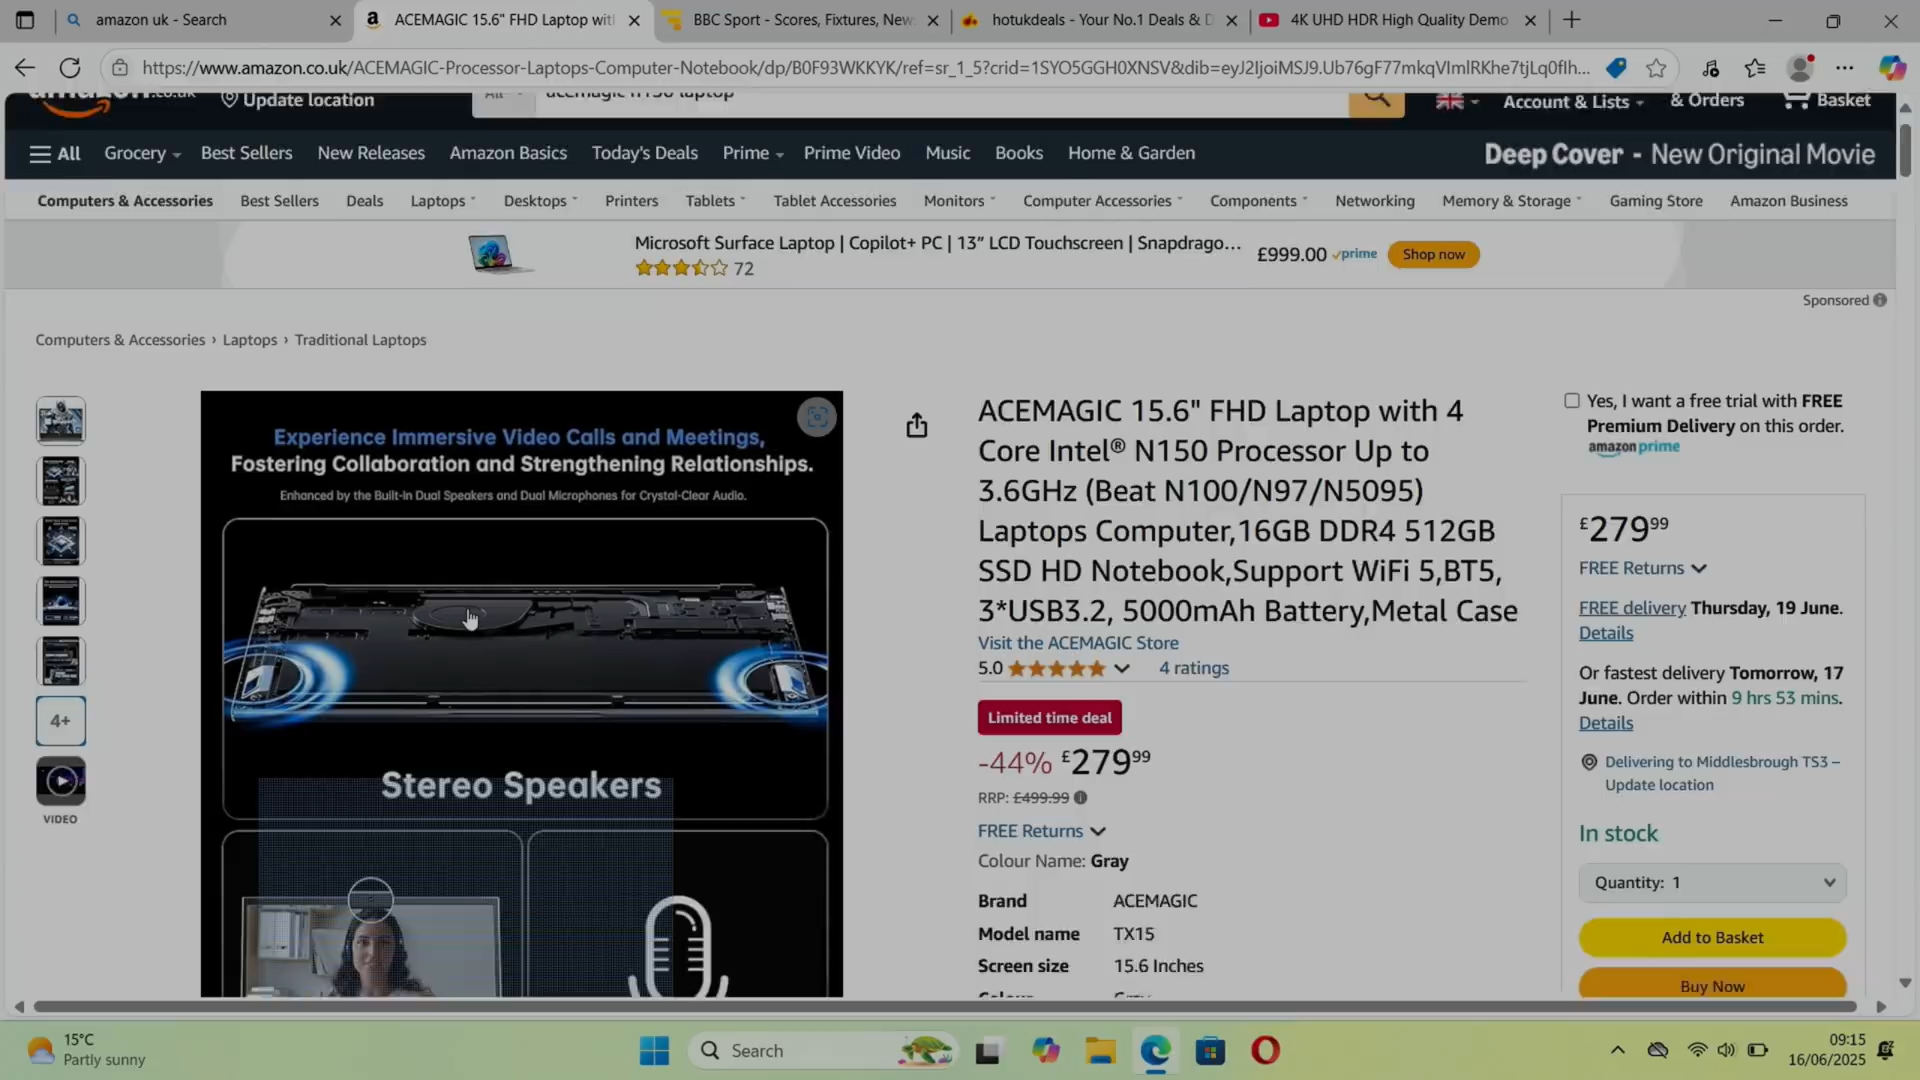 amazon uk - Search
ACEMAGIC 15.6" FHD Laptop with
BBC Sport - Scores, Fixtures, New
hotukdeals - Your No.1 Deals & D
4K UHD HDR High Quality Demo
https://www.amazon.co.uk/ACEMAGIC-Processor-Laptops-Computer-Notebook/dp/B0F93WKKYK/ref=sr_1_5?crid=1SYO5GGH0XNSV&dib=eyJ2IjoiMSJ9.Ub76gF77mkqVImlRKhe7tjLq0flh...
Update location
All
acemagic n150 laptop
Account & Lists
& Orders
Basket
All
Grocery
Best Sellers
New Releases
Amazon Basics
Today's Deals
Prime
Prime Video
Music
Books
Home & Garden
Deep Cover - New Original Movie
Computers & Accessories
Best Sellers
Deals
Laptops
Desktops
Printers
Tablets
Tablet Accessories
Monitors
Computer Accessories
Components
Networking
Memory & Storage
Gaming Store
Amazon Business
Microsoft Surface Laptop | Copilot+ PC | 13” LCD Touchscreen | Snapdrago...
72
£999.00 prime
Shop now
Sponsored
Computers & Accessories › Laptops › Traditional Laptops
4+
VIDEO
Experience Immersive Video Calls and Meetings,
Fostering Collaboration and Strengthening Relationships.
Enhanced by the Built-in Dual Speakers and Dual Microphones for Crystal-Clear Audio.
Stereo Speakers
ACEMAGIC 15.6" FHD Laptop with 4
Core Intel® N150 Processor Up to
3.6GHz (Beat N100/N97/N5095)
Laptops Computer,16GB DDR4 512GB
SSD HD Notebook,Support WiFi 5,BT5,
3*USB3.2, 5000mAh Battery,Metal Case
Visit the ACEMAGIC Store
5.0
4 ratings
Limited time deal
-44% £279.99
RRP: £499.99
FREE Returns
Colour Name: Gray
Brand ACEMAGIC
Model name TX15
Screen size 15.6 Inches
Yes, I want a free trial with FREE
Premium Delivery on this order.
amazon prime
£279.99
FREE Returns
FREE delivery Thursday, 19 June.
Details
Or fastest delivery Tomorrow, 17
June. Order within 9 hrs 53 mins.
Details
Delivering to Middlesbrough TS3 –
Update location
In stock
Quantity: 1
Add to Basket
Buy Now
15°C
Partly sunny
Search
09:15
16/06/2025